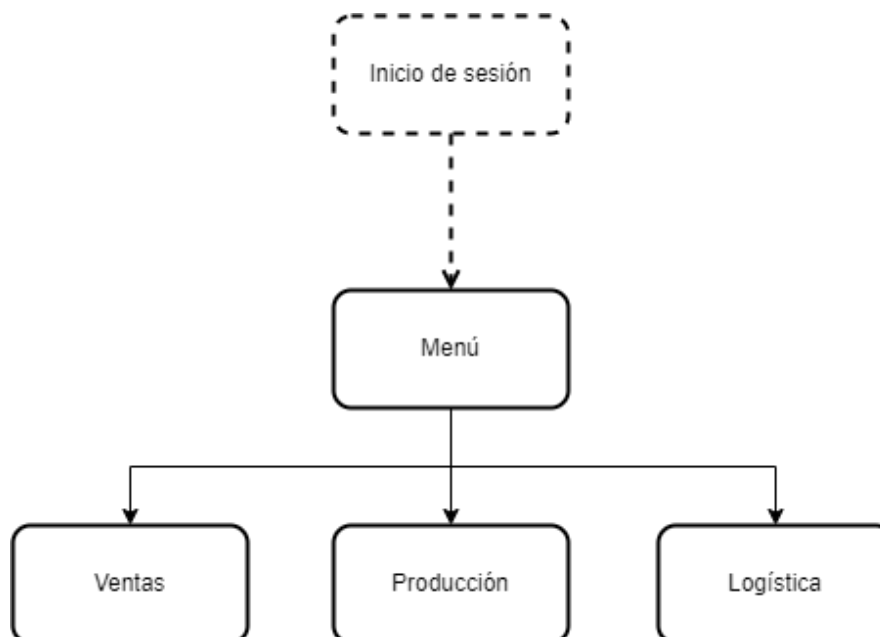 Inicio de sesión
Menú
Ventas
Producción
Logística